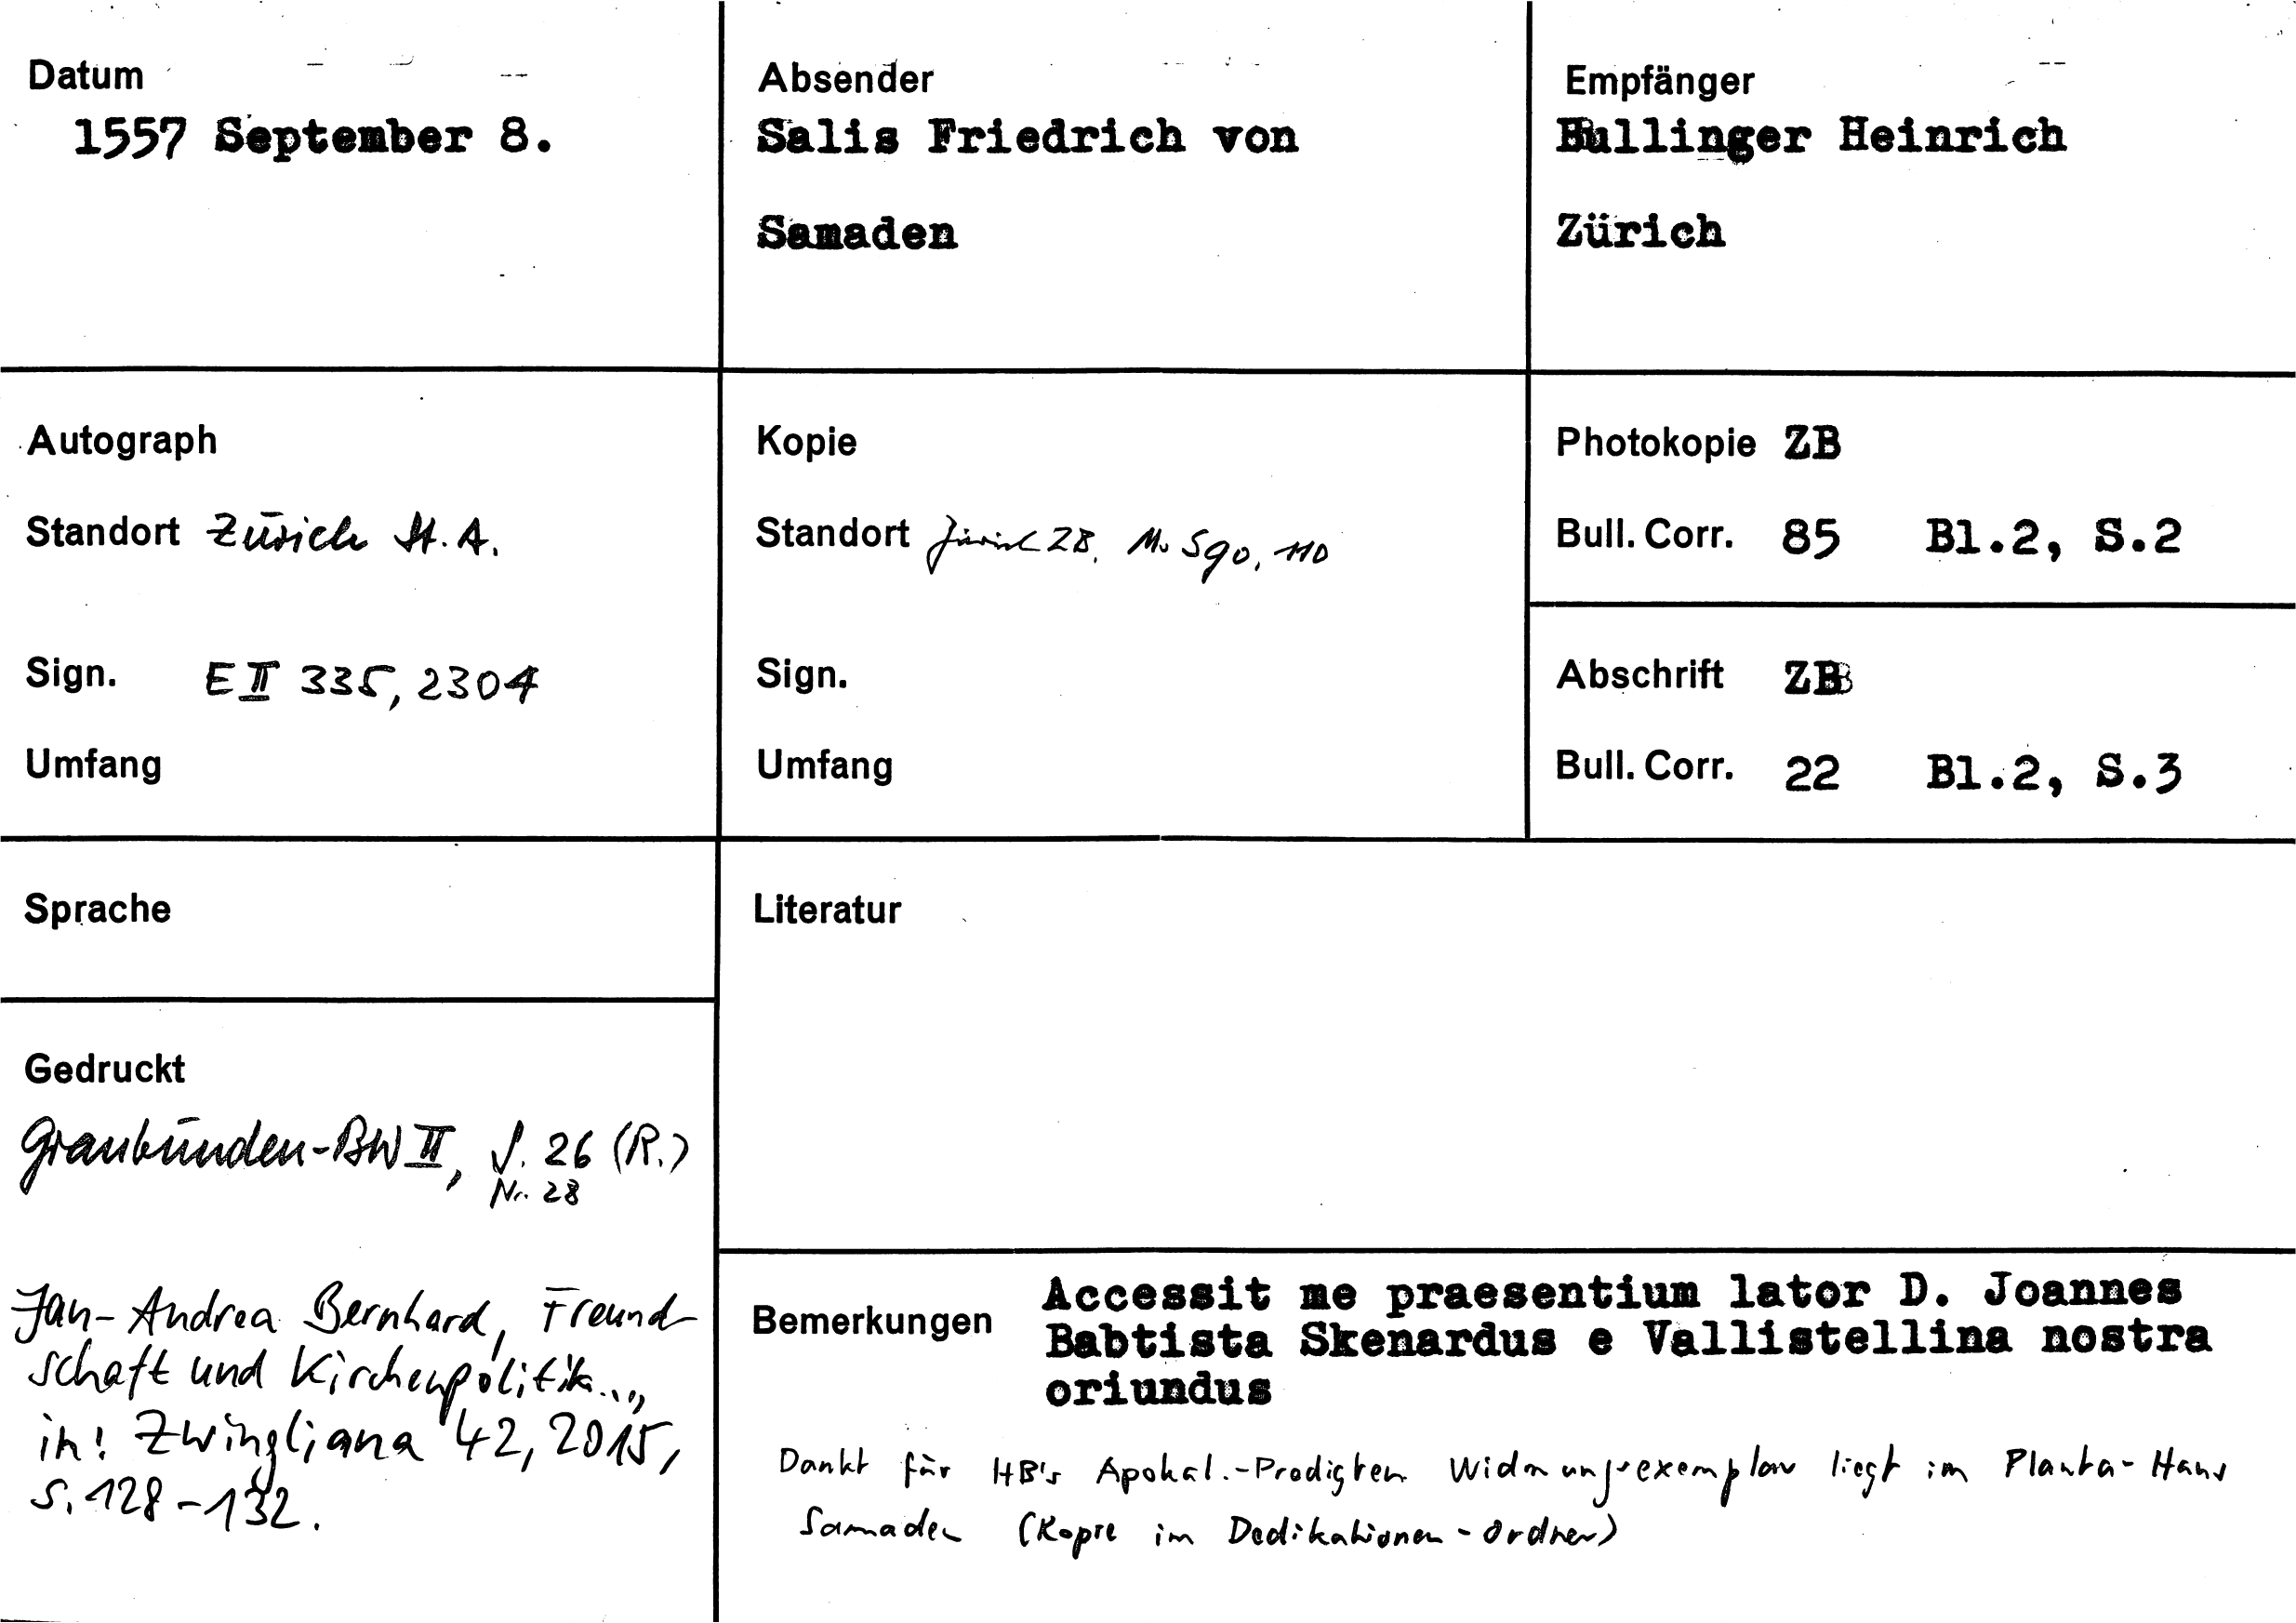 Datum
1557 September 8.
Absender
Salis Friedrich von
Samaden
Empfänger
Bullinger Heinrich
Zürich
Autograph
Standort Zürich St. A.
Sign. E II 335, 2304
Umfang
Kopie
Standort Zürich ZB, Ms S 90, 110
Sign.
Umfang
Photokopie ZB
Bull. Corr. 85 Bl.2, S.2
Abschrift ZB
Bull. Corr. 22 Bl.2, S.3
Sprache
Literatur
Gedruckt
Graubünden-BW II, S. 26 (R.)
Nr. 28
Jan-Andrea Bernhard, Freund-
schaft und Kirchenpolitik...,
in: Zwingliana 42, 2015,
S. 128-132.
Bemerkungen
Accessit me praesentium lator D. Joannes
Babtista Skenardus e Vallistellina nostra
oriundus
Dankt für HB's Apokal.-Predigten Widmungsexemplar liegt im Planta-Haus
Samaden (Kopie im Dedikationen-Ordner)